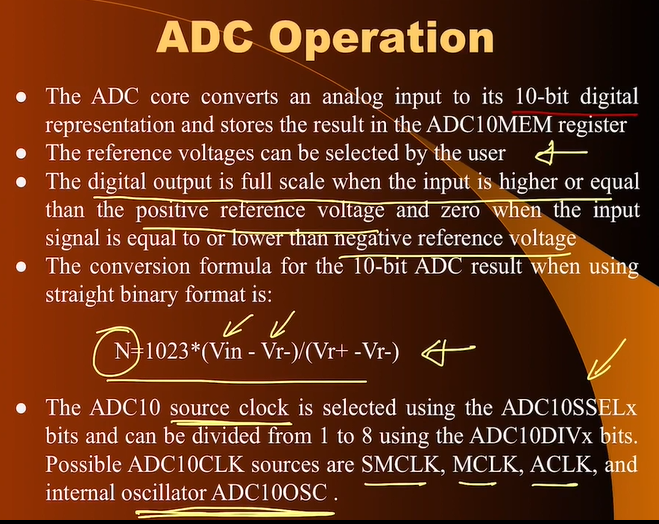 ADC Operation
● The ADC core converts an analog input to its 10-bit digital
representation and stores the result in the ADC10MEM register
● The reference voltages can be selected by the user
● The digital output is full scale when the input is higher or equal
than the positive reference voltage and zero when the input
signal is equal to or lower than negative reference voltage
● The conversion formula for the 10-bit ADC result when using
straight binary format is:
N=1023*(Vin - Vr-)/(Vr+ -Vr-)
● The ADC10 source clock is selected using the ADC10SSELx
bits and can be divided from 1 to 8 using the ADC10DIVx bits.
Possible ADC10CLK sources are SMCLK, MCLK, ACLK, and
internal oscillator ADC10OSC .